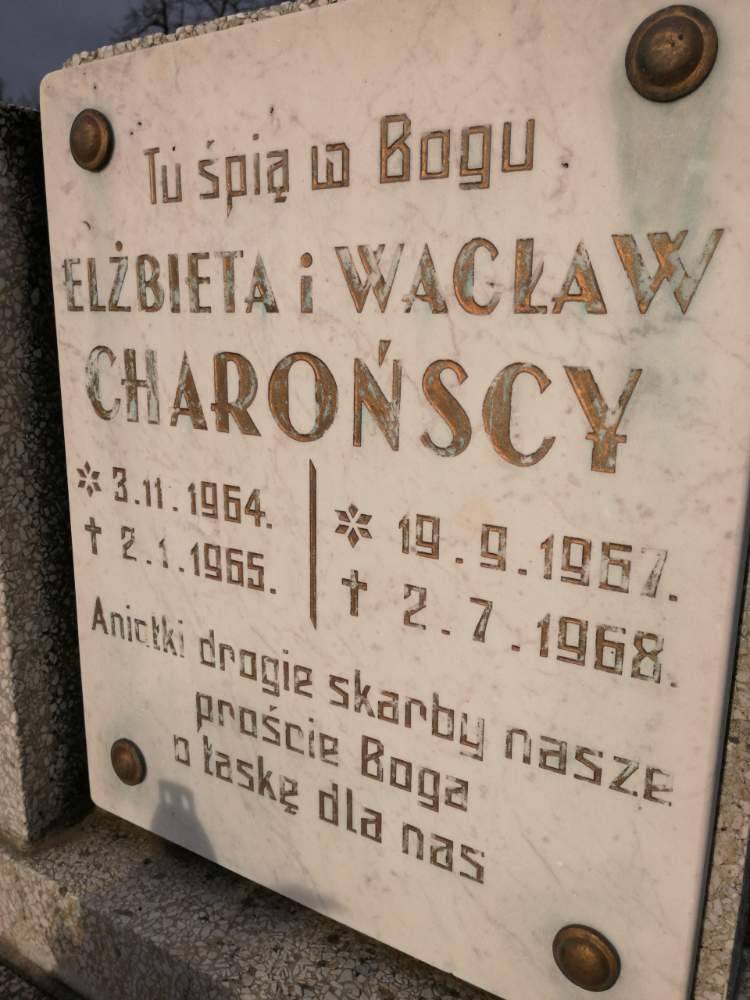 Tu śpią w Bogu
ELŻBIETA i WACŁAW
CHAROŃSCY
* 3.11.1964. * 19.9.1967.
† 2.1.1965. † 2.7.1968.
Aniołki drogie skarby nasze
proście Boga
o łaskę dla nas